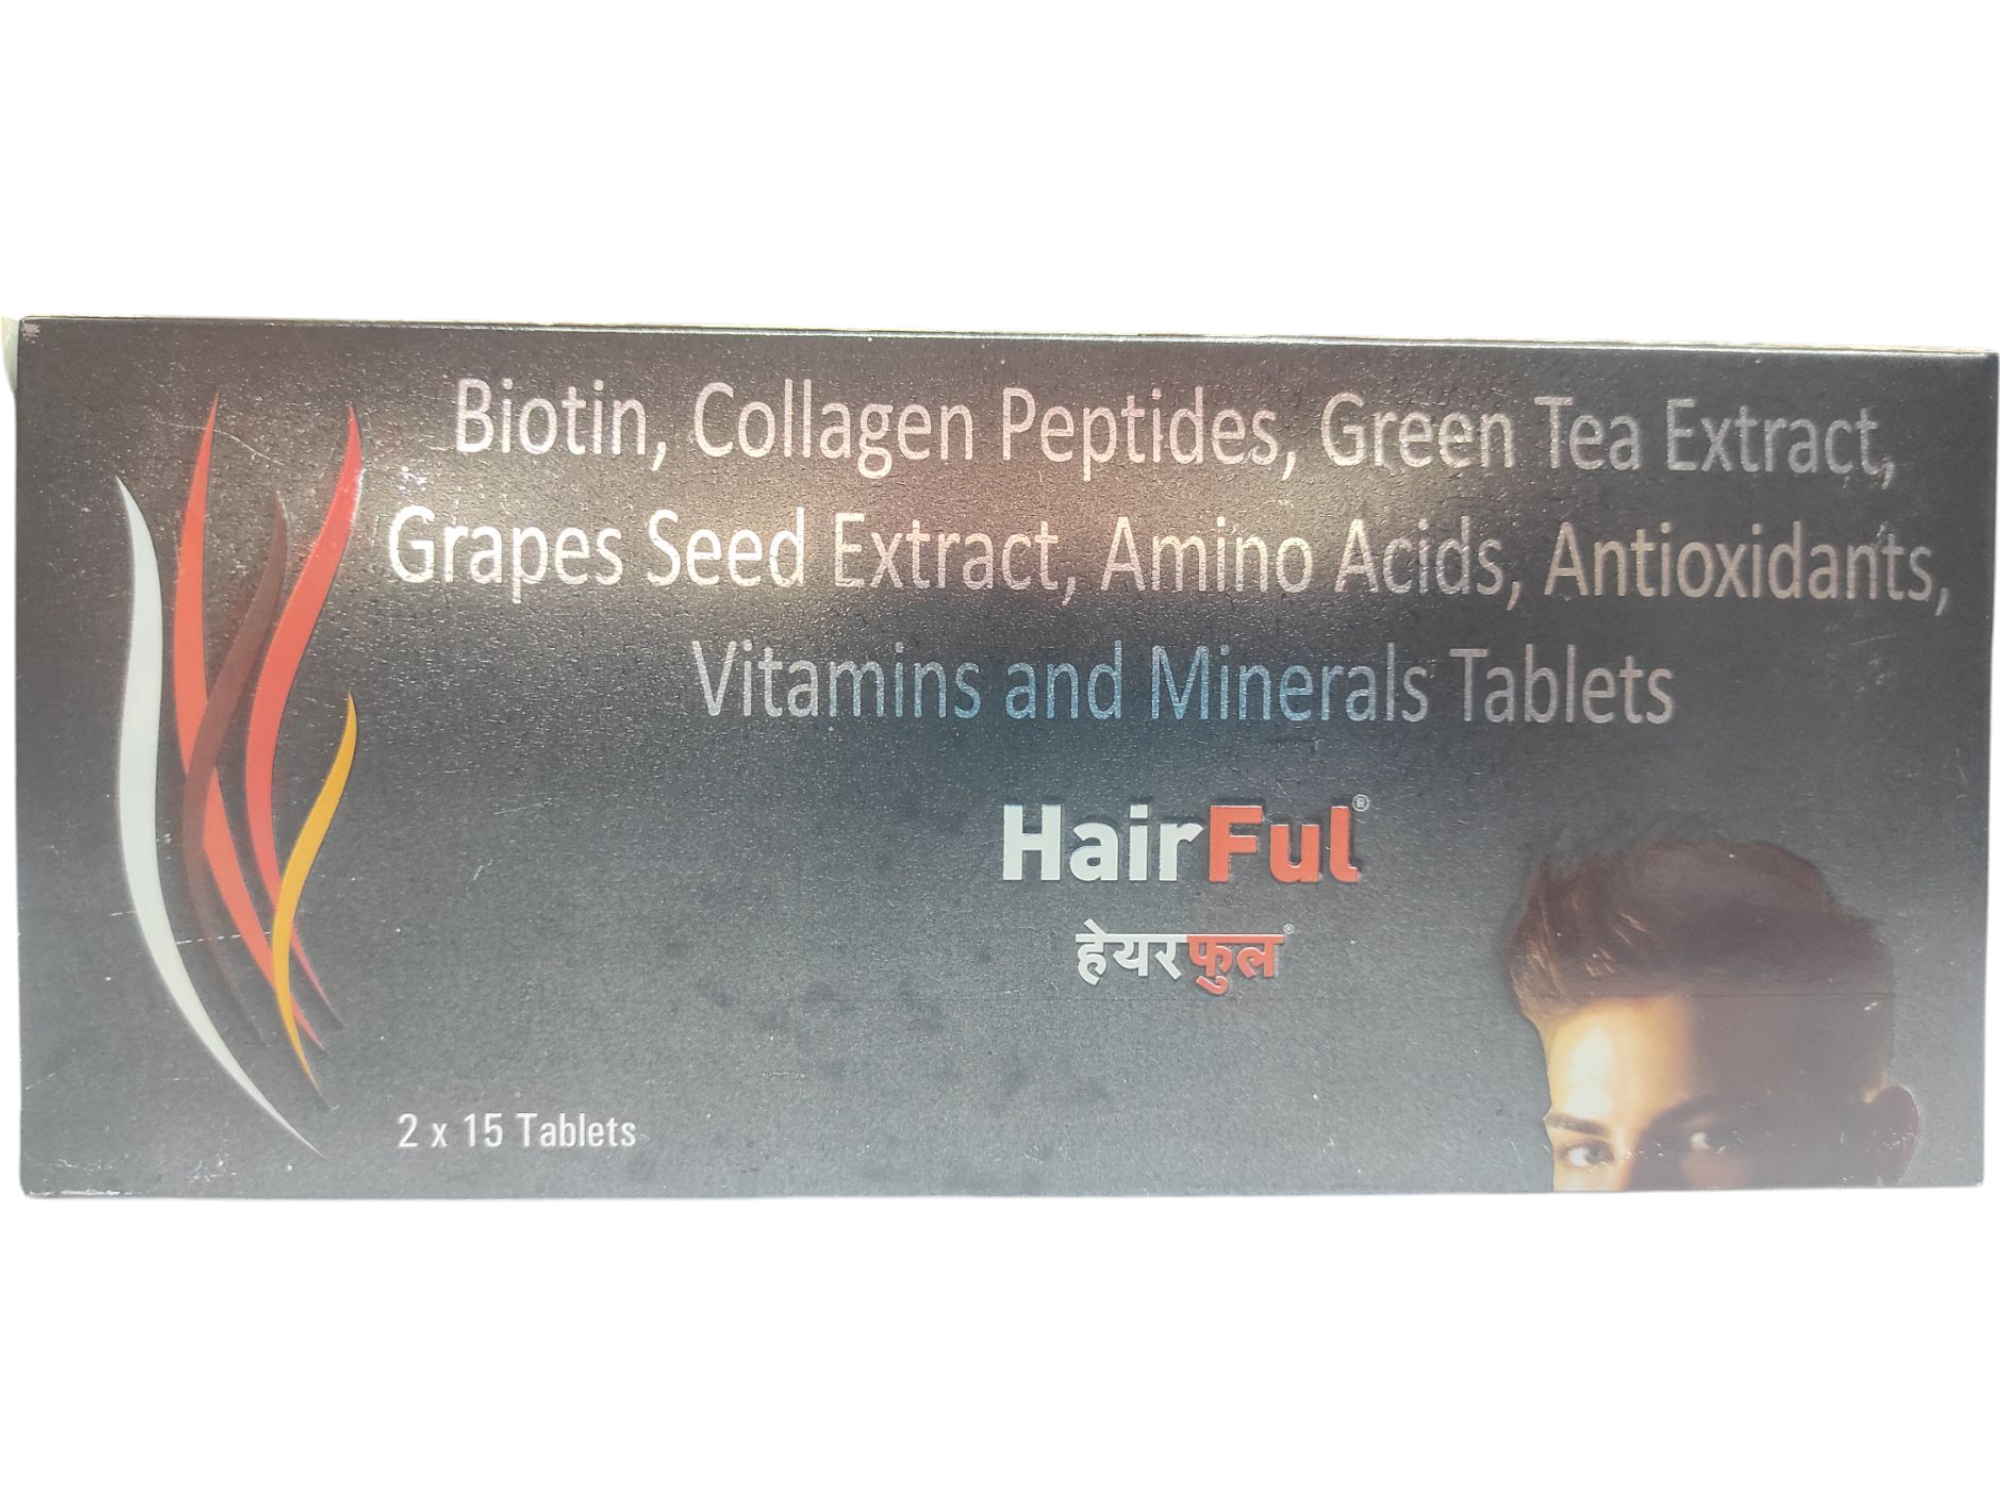 Biotin, Collagen Peptides, Green Tea Extract,
Grapes Seed Extract, Amino Acids, Antioxidants,
Vitamins and Minerals Tablets
HairFul®
हेयरफुल®
2 x 15 Tablets